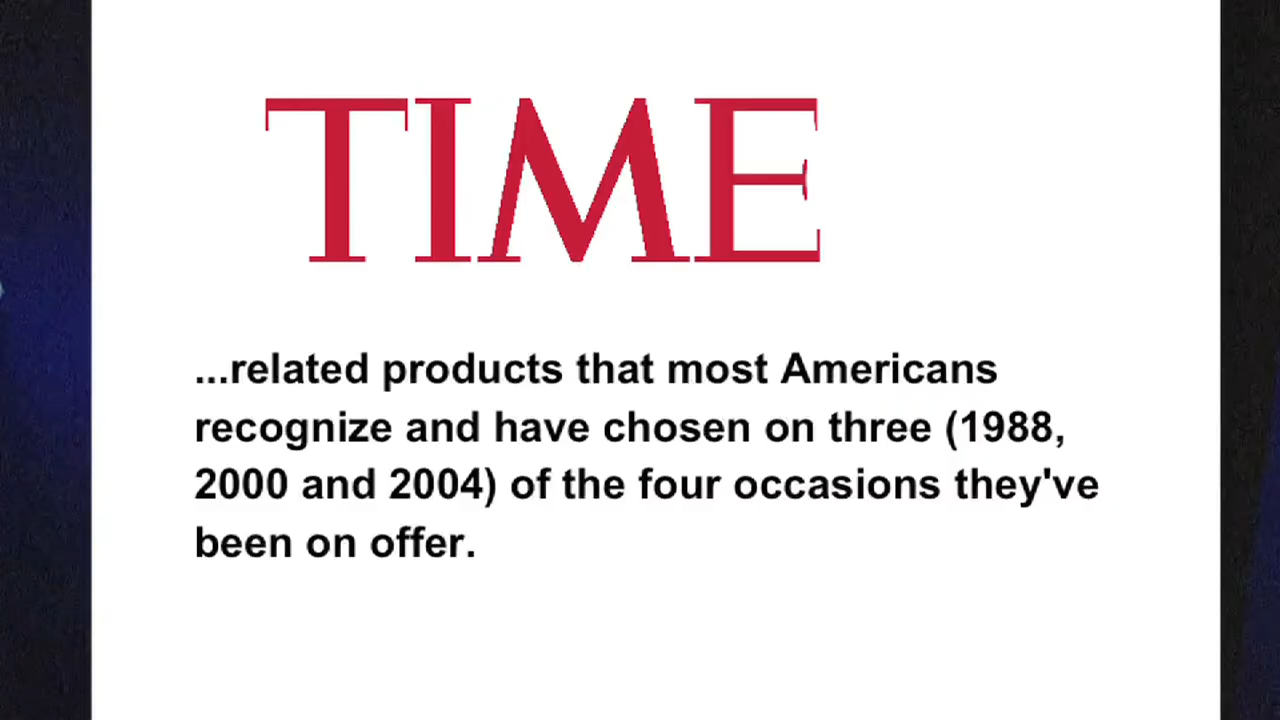 TIME
...related products that most Americans
recognize and have chosen on three (1988,
2000 and 2004) of the four occasions they've
been on offer.